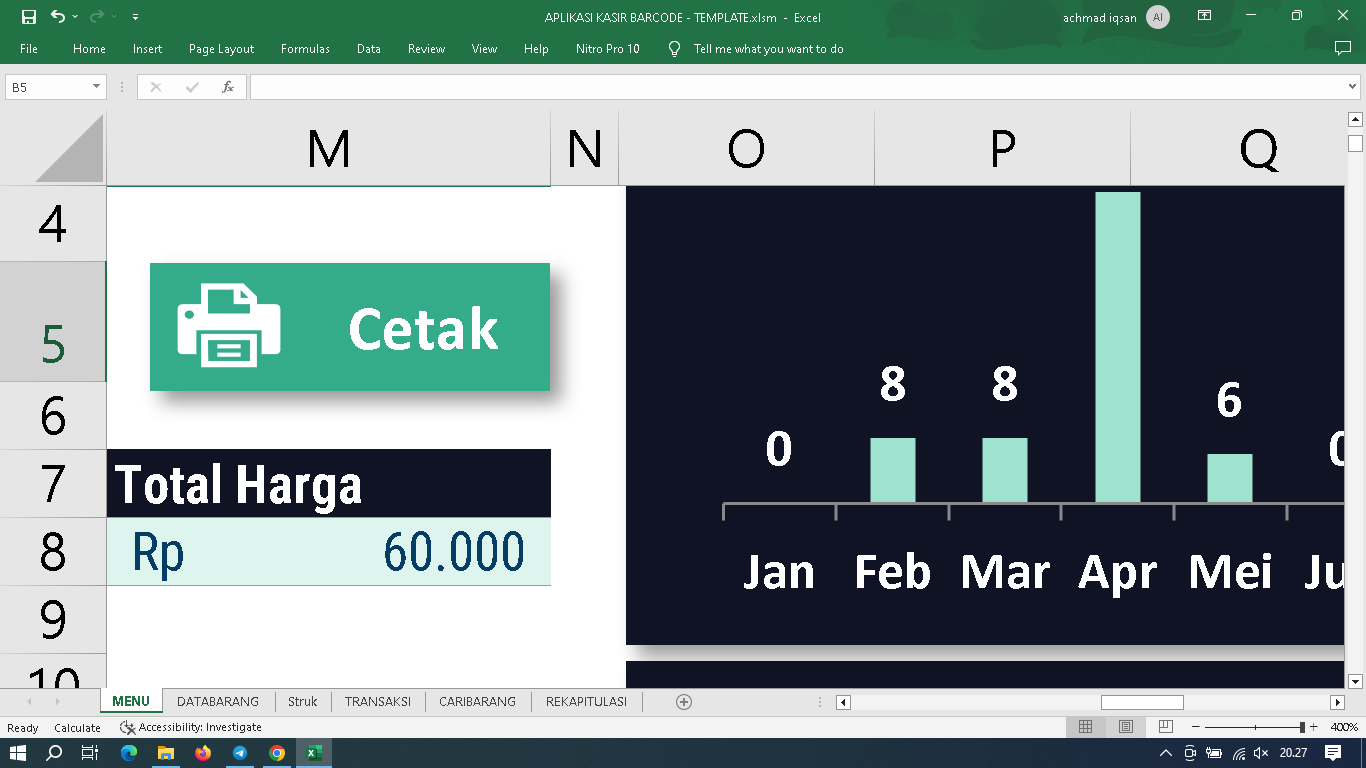 APLIKASI KASIR BARCODE - TEMPLATE.xlsm - Excel
achmad iqsan
AI
File Home Insert Page Layout Formulas Data Review View Help Nitro Pro 10 Tell me what you want to do
B5
fx
M N O P Q
4
5
6
7
8
9
10
Cetak
Total Harga
Rp 60.000
0 8 8 6 0
Jan Feb Mar Apr Mei Ju
MENU DATABARANG Struk TRANSAKSI CARIBARANG REKAPITULASI
Ready Calculate Accessibility: Investigate
400%
20.27